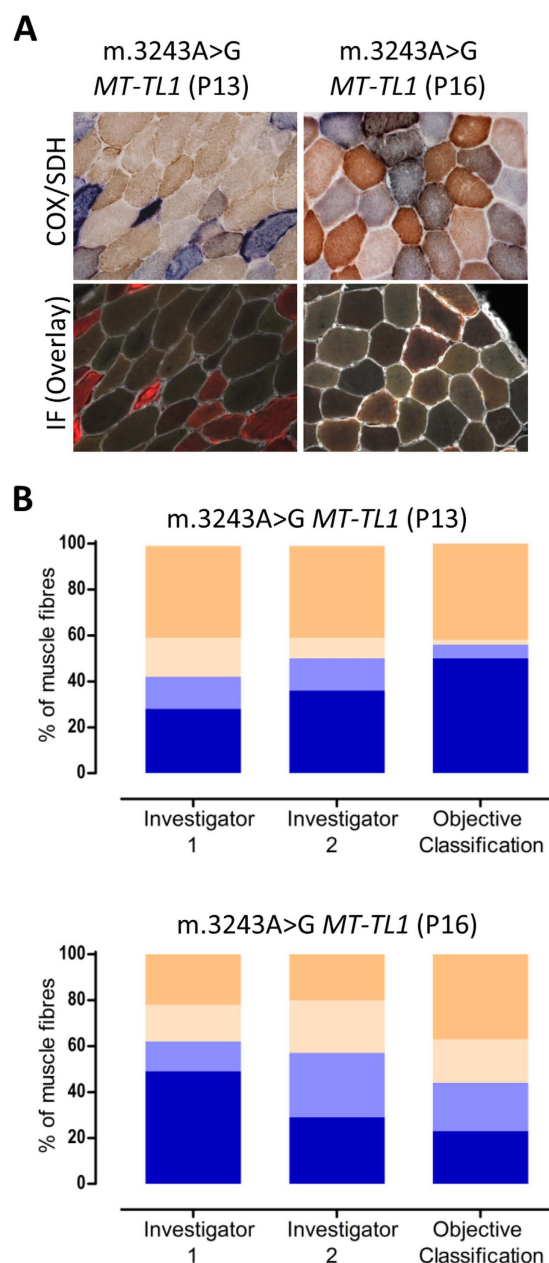 A
m.3243A>G
MT-TL1 (P13)
m.3243A>G
MT-TL1 (P16)
COX/SDH
IF (Overlay)
B
m.3243A>G MT-TL1 (P13)
% of muscle fibres
100
80
60
40
20
0
Investigator
1
Investigator
2
Objective
Classification
m.3243A>G MT-TL1 (P16)
% of muscle fibres
100
80
60
40
20
0
Investigator
1
Investigator
2
Objective
Classification